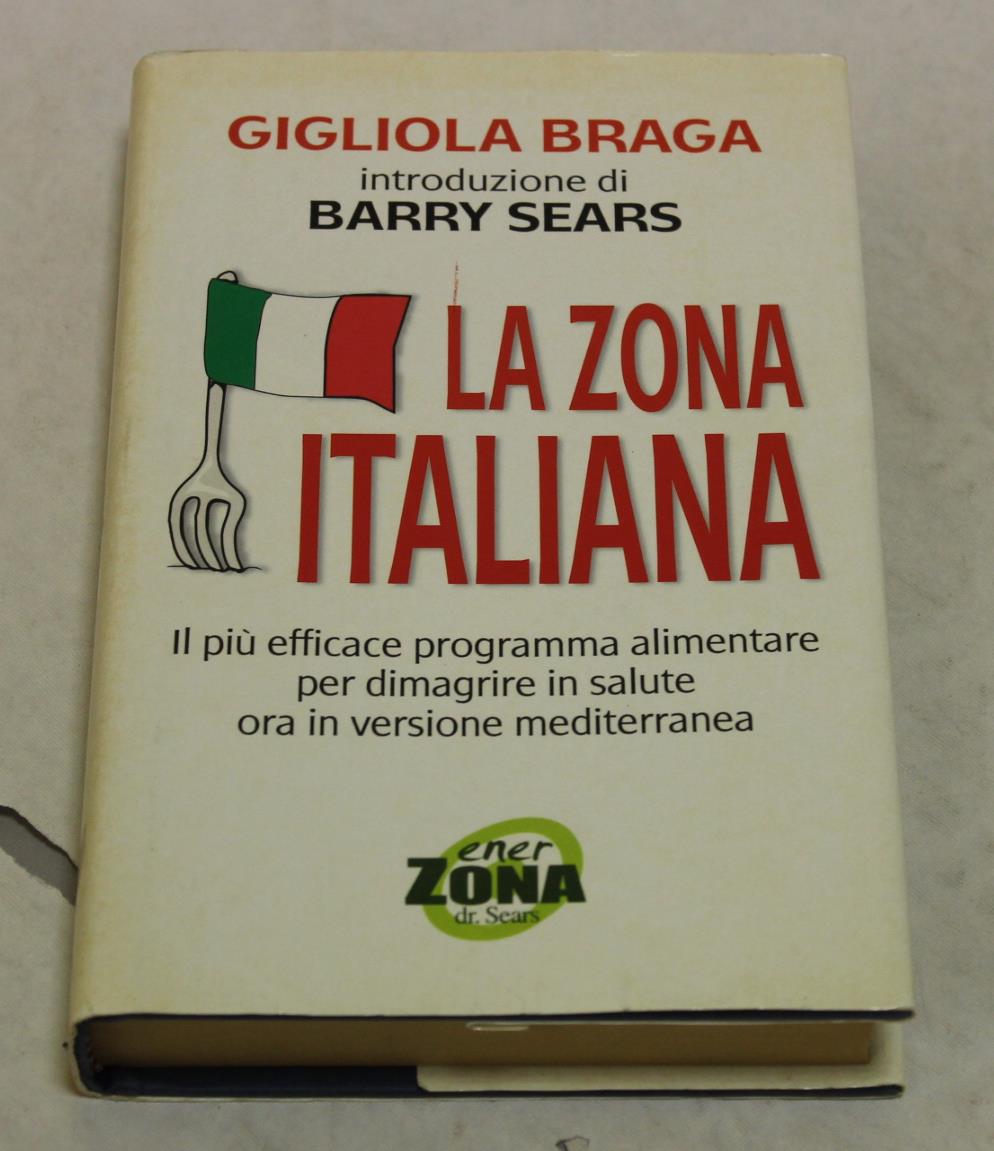 GIGLIOLA BRAGA
introduzione di
BARRY SEARS
LA ZONA
ITALIANA
Il più efficace programma alimentare
per dimagrire in salute
ora in versione mediterranea
ener
ZONA
dr. Sears